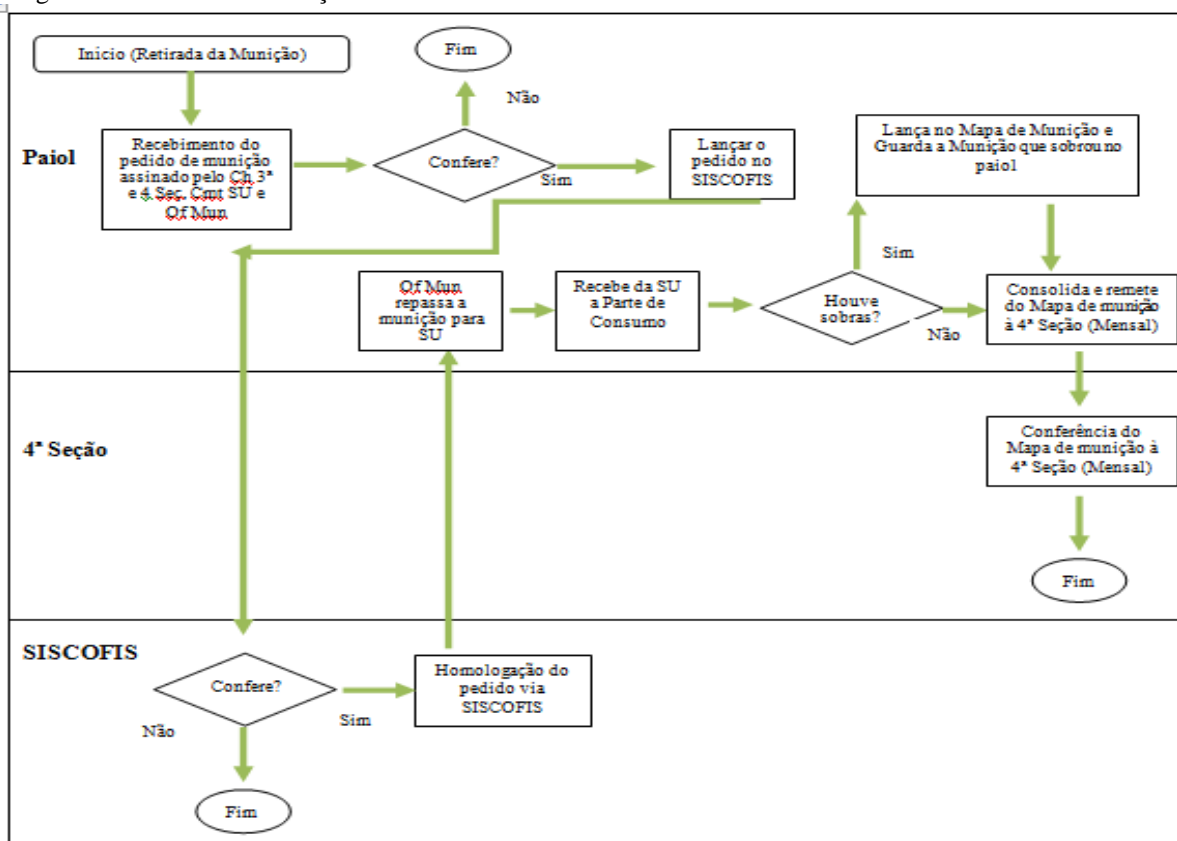 Início (Retirada da Munição)
Fim
Não
Paiol
Recebimento do
pedido de munição
assinado pelo Ch 3ª
e 4 Sec, Cmt SU e
Of Mun
Confere?
Sim
Lançar o
pedido no
SISCOFIS
Lança no Mapa de Munição e
Guarda a Munição que sobrou no
paiol
Sim
Of Mun
repassa a
munição para
SU
Recebe da SU
a Parte de
Consumo
Houve
sobras?
Não
Consolida e remete
do Mapa de munição
à 4ª Seção (Mensal)
4ª Seção
Conferência do
Mapa de munição à
4ª Seção (Mensal)
Fim
SISCOFIS
Confere?
Não
Sim
Homologação do
pedido via
SISCOFIS
Fim